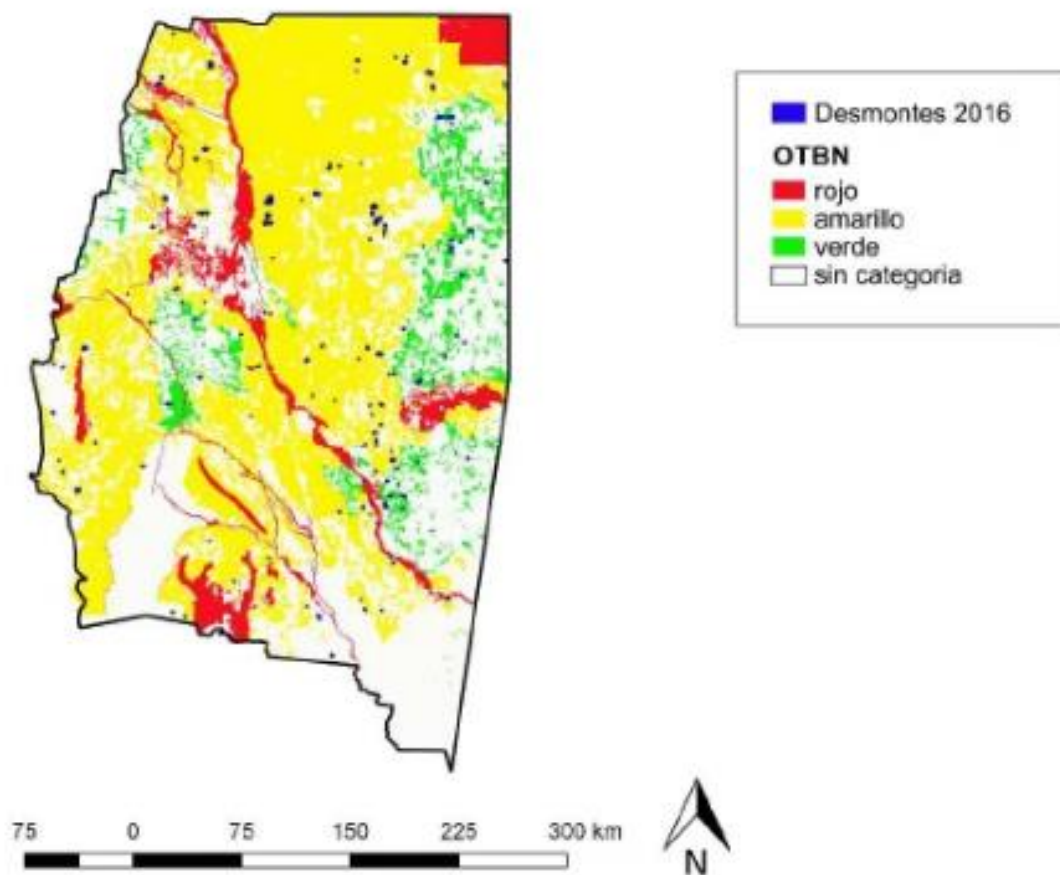 Desmontes 2016
OTBN
rojo
amarillo
verde
sin categoria
75 0 75 150 225 300 km
N